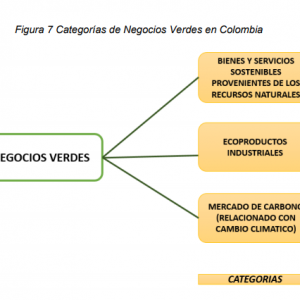 Figura 7 Categorías de Negocios Verdes en Colombia
BIENES Y SERVICIOS
SOSTENIBLES
PROVENIENTES DE LOS
RECURSOS NATURALES
EGOCIOS VERDES
ECOPRODUCTOS
INDUSTRIALES
MERCADO DE CARBONO
(RELACIONADO CON
CAMBIO CLIMATICO)
CATEGORIAS